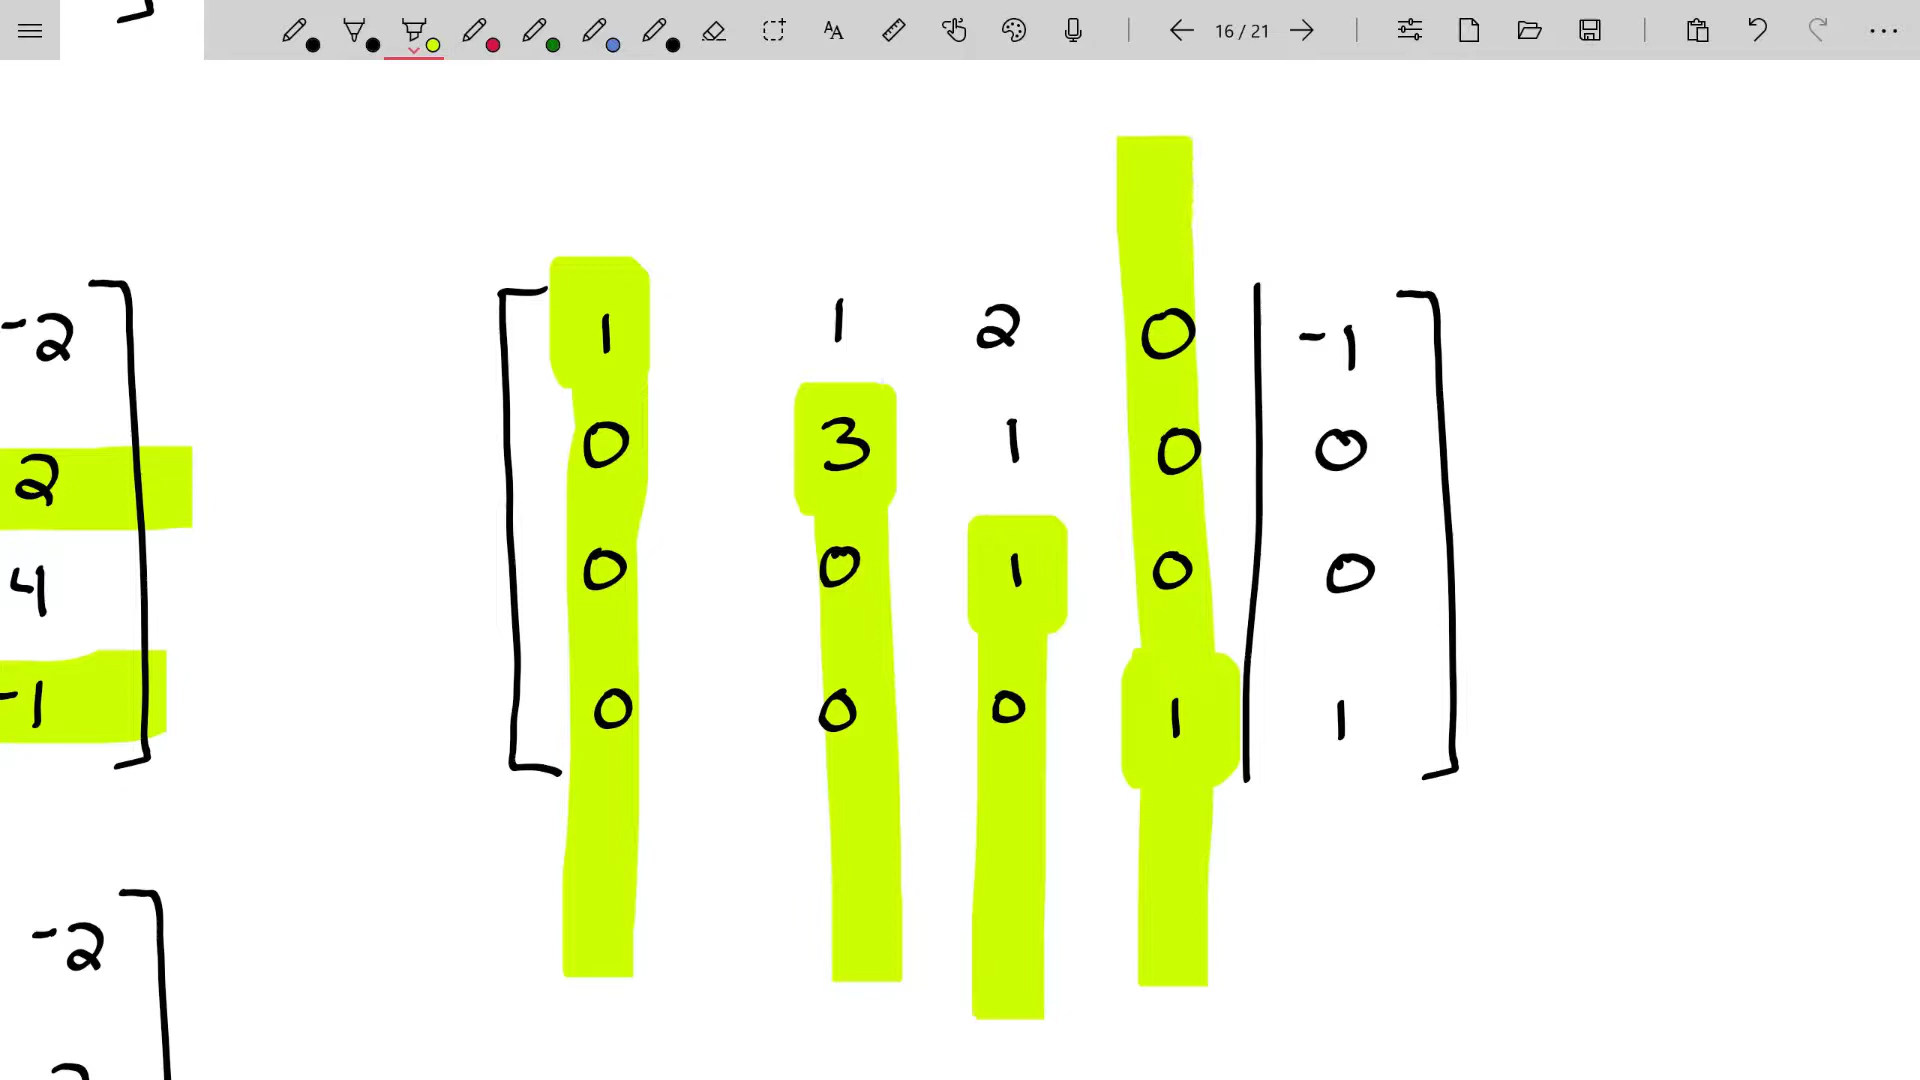 16 / 21
-2
2
4
-1
1 1 2 0 | -1
0 3 1 0 | 0
0 0 1 0 | 0
0 0 0 1 | 1
-2